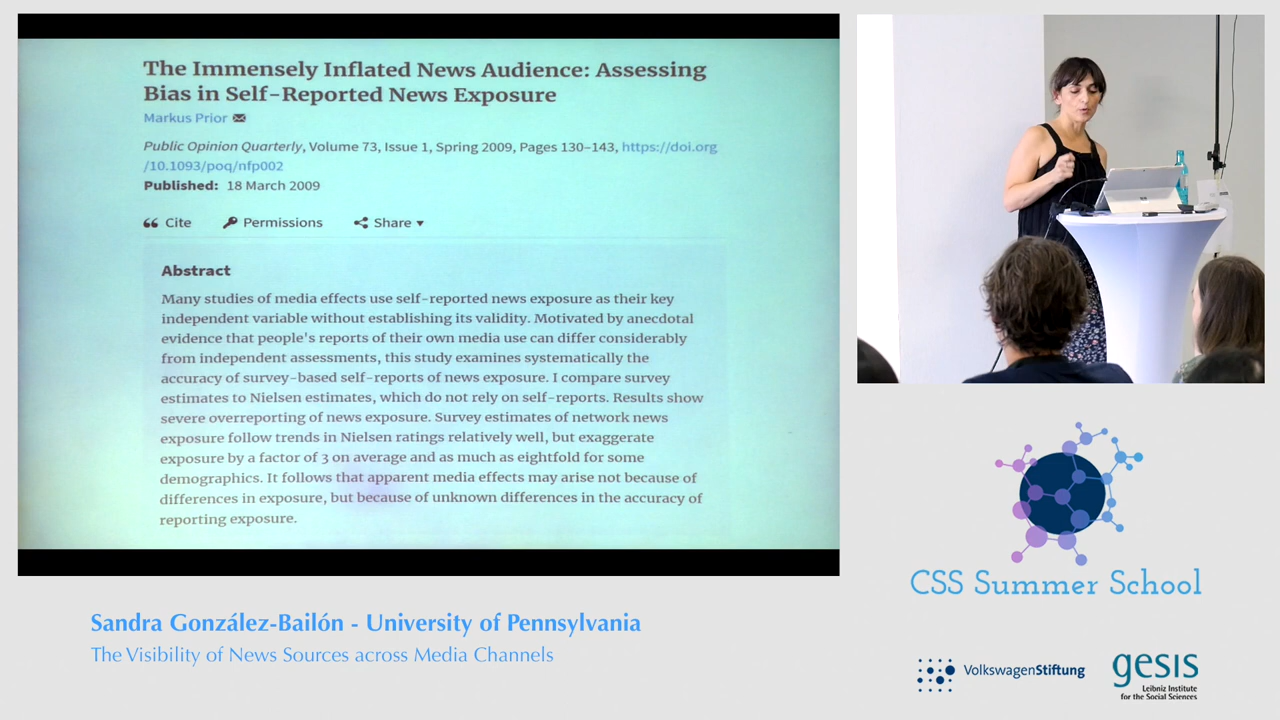 The Immensely Inflated News Audience: Assessing
Bias in Self-Reported News Exposure
Markus Prior
Public Opinion Quarterly, Volume 73, Issue 1, Spring 2009, Pages 130–143, https://doi.org
/10.1093/poq/nfp002
Published: 18 March 2009
Cite Permissions Share
Abstract
Many studies of media effects use self-reported news exposure as their key
independent variable without establishing its validity. Motivated by anecdotal
evidence that people's reports of their own media use can differ considerably
from independent assessments, this study examines systematically the
accuracy of survey-based self-reports of news exposure. I compare survey
estimates to Nielsen estimates, which do not rely on self-reports. Results show
severe overreporting of news exposure. Survey estimates of network news
exposure follow trends in Nielsen ratings relatively well, but exaggerate
exposure by a factor of 3 on average and as much as eightfold for some
demographics. It follows that apparent media effects may arise not because of
differences in exposure, but because of unknown differences in the accuracy of
reporting exposure.
CSS Summer School
Sandra González-Bailón - University of Pennsylvania
The Visibility of News Sources across Media Channels
VolkswagenStiftung
gesis
Leibniz Institute
for the Social Sciences